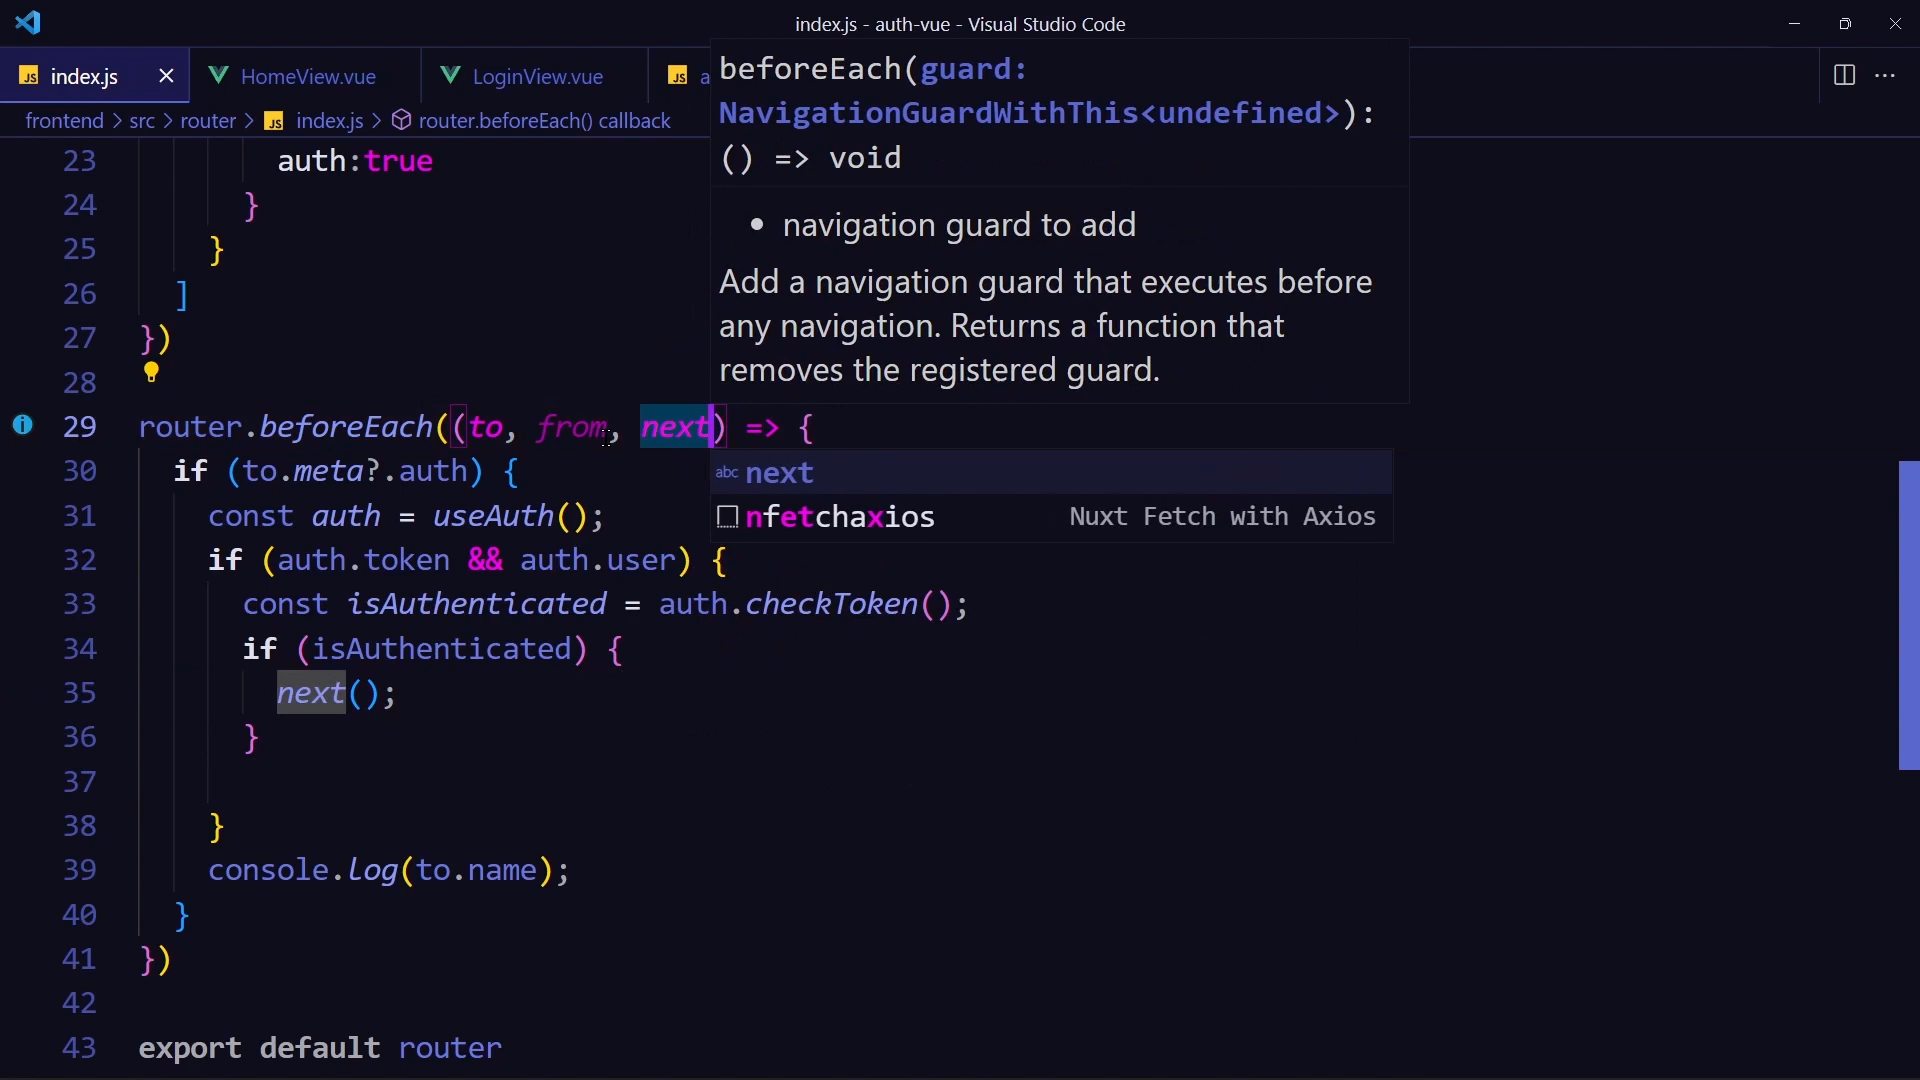 index.js - auth-vue - Visual Studio Code
JS index.js HomeView.vue LoginView.vue JS a
frontend > src > router > JS index.js > router.beforeEach() callback
beforeEach(guard:
NavigationGuardWithThis<undefined>):
() => void
• navigation guard to add
Add a navigation guard that executes before
any navigation. Returns a function that
removes the registered guard.
23 auth:true
24 }
25 }
26 ]
27 })
28
29 router.beforeEach((to, from, next) => {
abc next
nfetchaxios Nuxt Fetch with Axios
30 if (to.meta?.auth) {
31 const auth = useAuth();
32 if (auth.token && auth.user) {
33 const isAuthenticated = auth.checkToken();
34 if (isAuthenticated) {
35 next();
36 }
37
38 }
39 console.log(to.name);
40 }
41 })
42
43 export default router